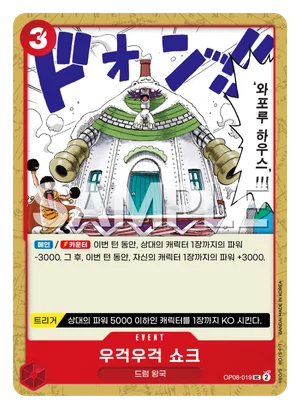 3
ドォン!!
'와포루 하우스'!!!
SAMPLE
메인 / 카운터 이번 턴 동안, 상대의 캐릭터 1장까지의 파워
-3000. 그 후, 이번 턴 동안, 자신의 캐릭터 1장까지의 파워 +3000.
트리거 상대의 파워 5000 이하인 캐릭터를 1장까지 KO 시킨다.
EVENT
우걱우걱 쇼크
드럼 왕국
OP08-019 UC 2